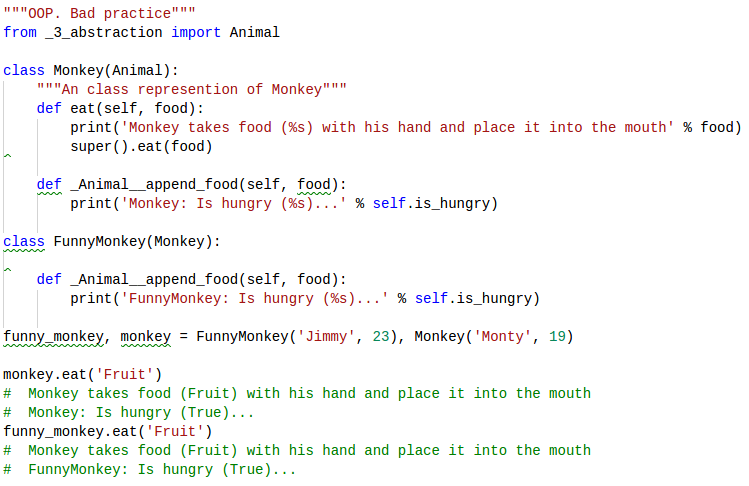 """OOP. Bad practice"""
from _3_abstraction import Animal
class Monkey(Animal):
"""An class represention of Monkey"""
def eat(self, food):
print('Monkey takes food (%s) with his hand and place it into the mouth' % food)
super().eat(food)
def _Animal__append_food(self, food):
print('Monkey: Is hungry (%s)...' % self.is_hungry)
class FunnyMonkey(Monkey):
def _Animal__append_food(self, food):
print('FunnyMonkey: Is hungry (%s)...' % self.is_hungry)
funny_monkey, monkey = FunnyMonkey('Jimmy', 23), Monkey('Monty', 19)
monkey.eat('Fruit')
#  Monkey takes food (Fruit) with his hand and place it into the mouth
#  Monkey: Is hungry (True)...
funny_monkey.eat('Fruit')
#  Monkey takes food (Fruit) with his hand and place it into the mouth
#  FunnyMonkey: Is hungry (True)...